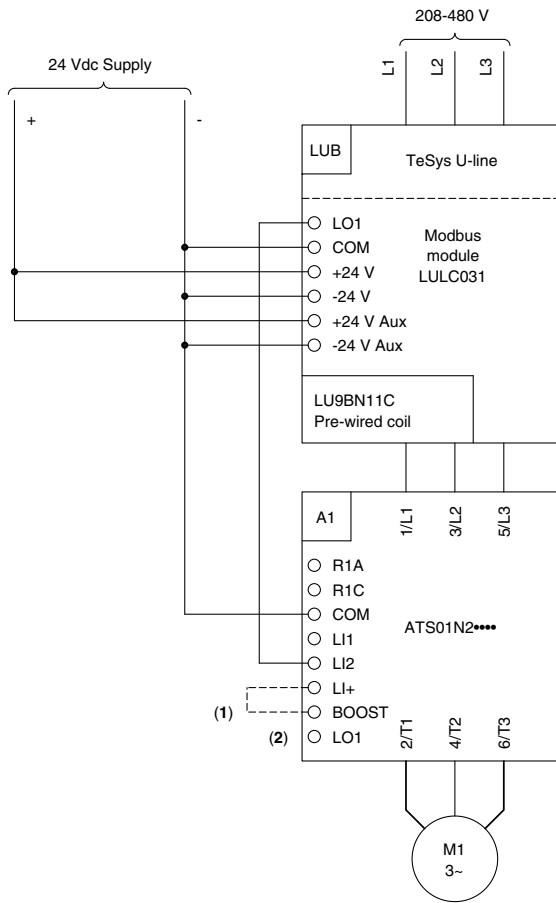 208-480 V
L1
L2
L3
24 Vdc Supply
+
-
LUB
TeSys U-line
LO1
COM
+24 V
-24 V
+24 V Aux
-24 V Aux
Modbus
module
LULC031
LU9BN11C
Pre-wired coil
A1
1/L1
3/L2
5/L3
R1A
R1C
COM
LI1
LI2
LI+
BOOST
LO1
ATS01N2••••
(1)
(2)
2/T1
4/T2
6/T3
M1
3~